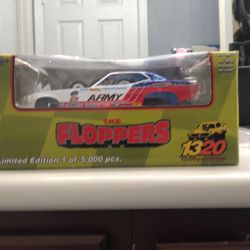 ARMY
THE
FLOPPERS
Limited Edition 1 of 5,000 pcs.
1320